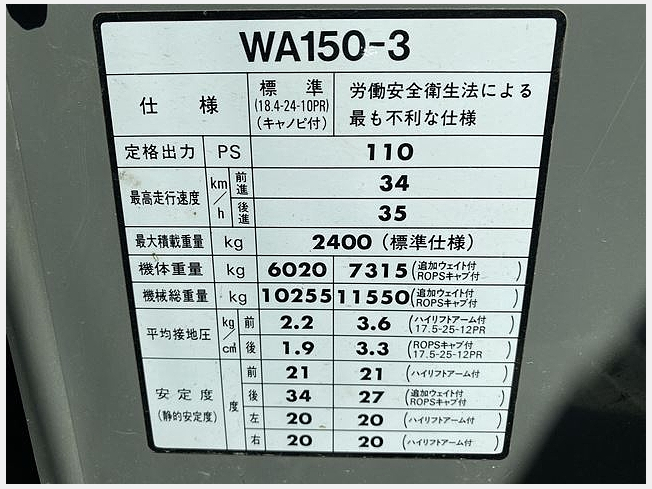 WA150-3
仕様 標準 (18.4-24-10PR) (キャノピ付) 労働安全衛生法による最も不利な仕様
定格出力 PS 110
最高走行速度 km/h 前進 34
後進 35
最大積載重量 kg 2400 (標準仕様)
機体重量 kg 6020 7315 (追加ウェイト付 ROPSキャブ付)
機械総重量 kg 10255 11550 (追加ウェイト付 ROPSキャブ付)
平均接地圧 kg/cm² 前 2.2 3.6 (ハイリフトアーム付 17.5-25-12PR)
後 1.9 3.3 (ROPSキャブ付 17.5-25-12PR)
安定度 (静的安定度) 度 前 21 21 (ハイリフトアーム付)
後 34 27 (追加ウェイト付 ROPSキャブ付)
左 20 20 (ハイリフトアーム付)
右 20 20 (ハイリフトアーム付)